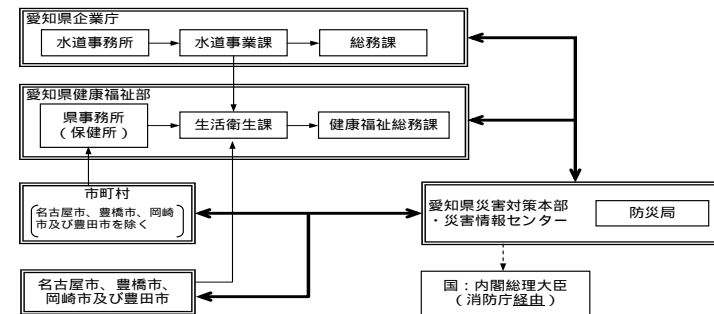 愛知県企業庁
水道事務所
水道事業課
総務課
愛知県健康福祉部
県事務所
（保健所）
生活衛生課
健康福祉総務課
市町村
名古屋市、豊橋市、岡崎
市及び豊田市を除く
愛知県災害対策本部
・災害情報センター
防災局
名古屋市、豊橋市、
岡崎市及び豊田市
国：内閣総理大臣
（消防庁経由）